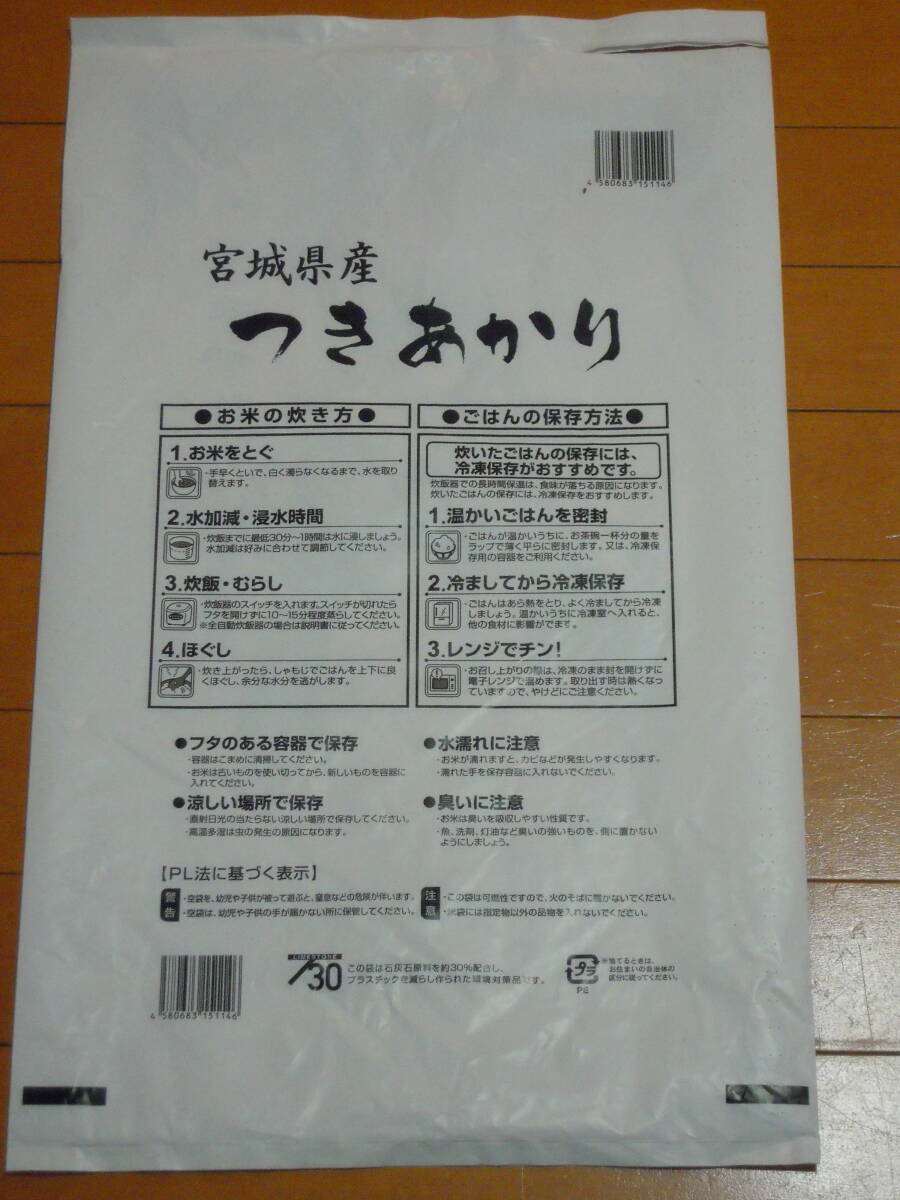 4 580683 151146
宮城県産
つきあかり
●お米の炊き方●
1.お米をとぐ
・手早くといで、白く濁らなくなるまで、水を取り
替えます。
2.水加減・浸水時間
・炊飯までに最低30分～1時間は水に浸しましょう。
水加減は好みに合わせて調節してください。
3.炊飯・むらし
・炊飯器のスイッチを入れます。スイッチが切れたら
フタを開けずに10～15分程度蒸らしてください。
※全自動炊飯器の場合は説明書に従ってください。
4.ほぐし
・炊き上がったら、しゃもじでごはんを上下に良
くほぐし、余分な水分を逃がします。
●ごはんの保存方法●
炊いたごはんの保存には、
冷凍保存がおすすめです。
炊飯器での長時間保温は、食味が落ちる原因になります。
炊いたごはんの保存には、冷凍保存をおすすめします。
1.温かいごはんを密封
・ごはんが温かいうちに、お茶碗一杯分の量を
ラップで薄く平らに密封します。又は、冷凍保
存用の容器をご利用ください。
2.冷ましてから冷凍保存
・ごはんはあら熱をとり、よく冷ましてから冷凍
しましょう。温かいうちに冷凍室へ入れると、
他の食材に影響がでます。
3.レンジでチン!
・お召し上がりの際は、冷凍のまま封を開けずに
電子レンジで温めます。取り出す時は熱くなっ
ていますので、やけどにご注意ください。
●フタのある容器で保存
・容器はこまめに清掃してください。
・お米は古いものを使い切ってから、新しいものを容器に
入れてください。
●涼しい場所で保存
・直射日光の当たらない涼しい場所で保存してください。
・高温多湿は虫の発生の原因になります。
●水濡れに注意
・お米が濡れますと、カビなどが発生しやすくなります。
・濡れた手を保存容器に入れないでください。
●臭いに注意
・お米は臭いを吸収しやすい性質です。
・魚、洗剤、灯油など臭いの強いものを、側に置かない
ようにしましょう。
【PL法に基づく表示】
警告
・空袋を、幼児や子供が被って遊ぶと、窒息などの危険が伴います。
・空袋は、幼児や子供の手が届かない所に保管してください。
注意
・この袋は可燃性ですので、火のそばに置かないでください。
・米袋には指定物以外の品物を入れないでください。
4 580683 151146
LIMESTONE
30
この袋は石灰石原料を約30%配合し、
プラスチックを減らし作られた環境対策品です。
プラ
PE
※捨てるときは、
お住まいの自治体の
区分に従ってください。